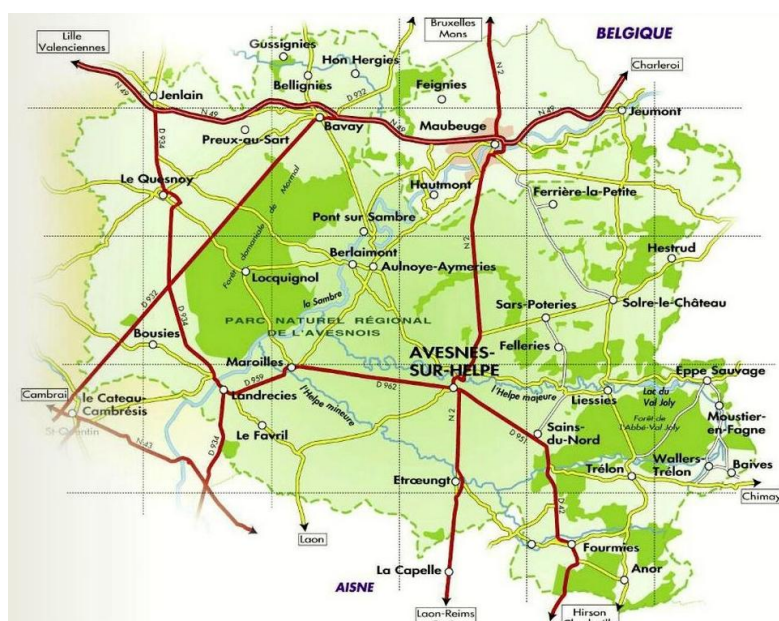 Bruxelles
Mons
BELGIQUE
Lille
Valenciennes
Gussignies
Hon Hergies
Charleroi
N 2
Bellignies
Feignies
Jenlain
D 932
N 49
N 49
Jeumont
N 49
Preux-au-Sart
Bavay
N 49
Maubeuge
D 934
Le Quesnoy
Hautmont
Ferrière-la-Petite
Forêt domaniale de Mormal
Pont sur Sambre
N 2
Hestrud
Berlaimont
Aulnoye-Aymeries
Locquignol
la Sambre
D 932
D 934
Sars-Poteries
Solre-le-Château
PARC NATUREL RÉGIONAL
DE L'AVESNOIS
Bousies
Felleries
AVESNES-
SUR-HELPE
Maroilles
Eppe Sauvage
D 959
D 962
Cambrai
le Cateau-
Cambrésis
Landrecies
l'Helpe mineure
l'Helpe majeure
Liessies
Lac du
Val Joly
Moustier-
en-Fagne
Forêt de
l'Abbé-Val Joly
St-Quentin
N 43
D 934
Le Favril
N 2
D 951
Sains-
du-Nord
Wallers-
Trélon
Baives
Trélon
Etrœungt
Chimay
D 42
Laon
Fourmies
La Capelle
Anor
AISNE
Laon-Reims
Hirson